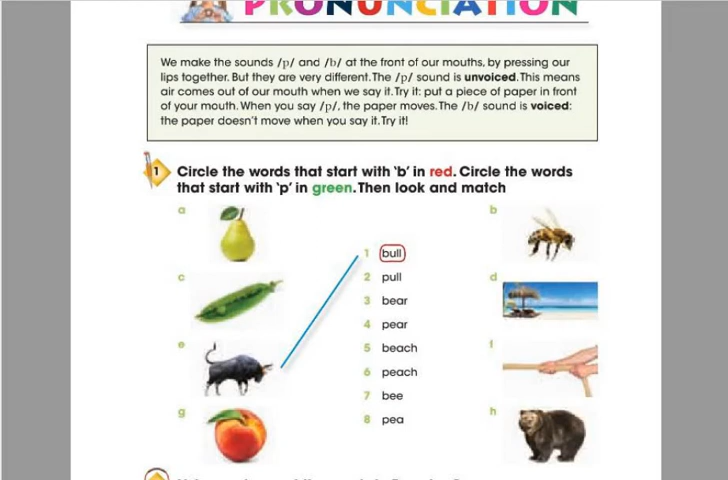 PRONUNCIATION
We make the sounds /p/ and /b/ at the front of our mouths, by pressing our
lips together. But they are very different. The /p/ sound is unvoiced. This means
air comes out of our mouth when we say it. Try it: put a piece of paper in front
of your mouth. When you say /p/, the paper moves. The /b/ sound is voiced:
the paper doesn't move when you say it. Try it!
1 Circle the words that start with 'b' in red. Circle the words
that start with 'p' in green. Then look and match
a
b
c
d
e
f
g
h
1 bull
2 pull
3 bear
4 pear
5 beach
6 peach
7 bee
8 pea